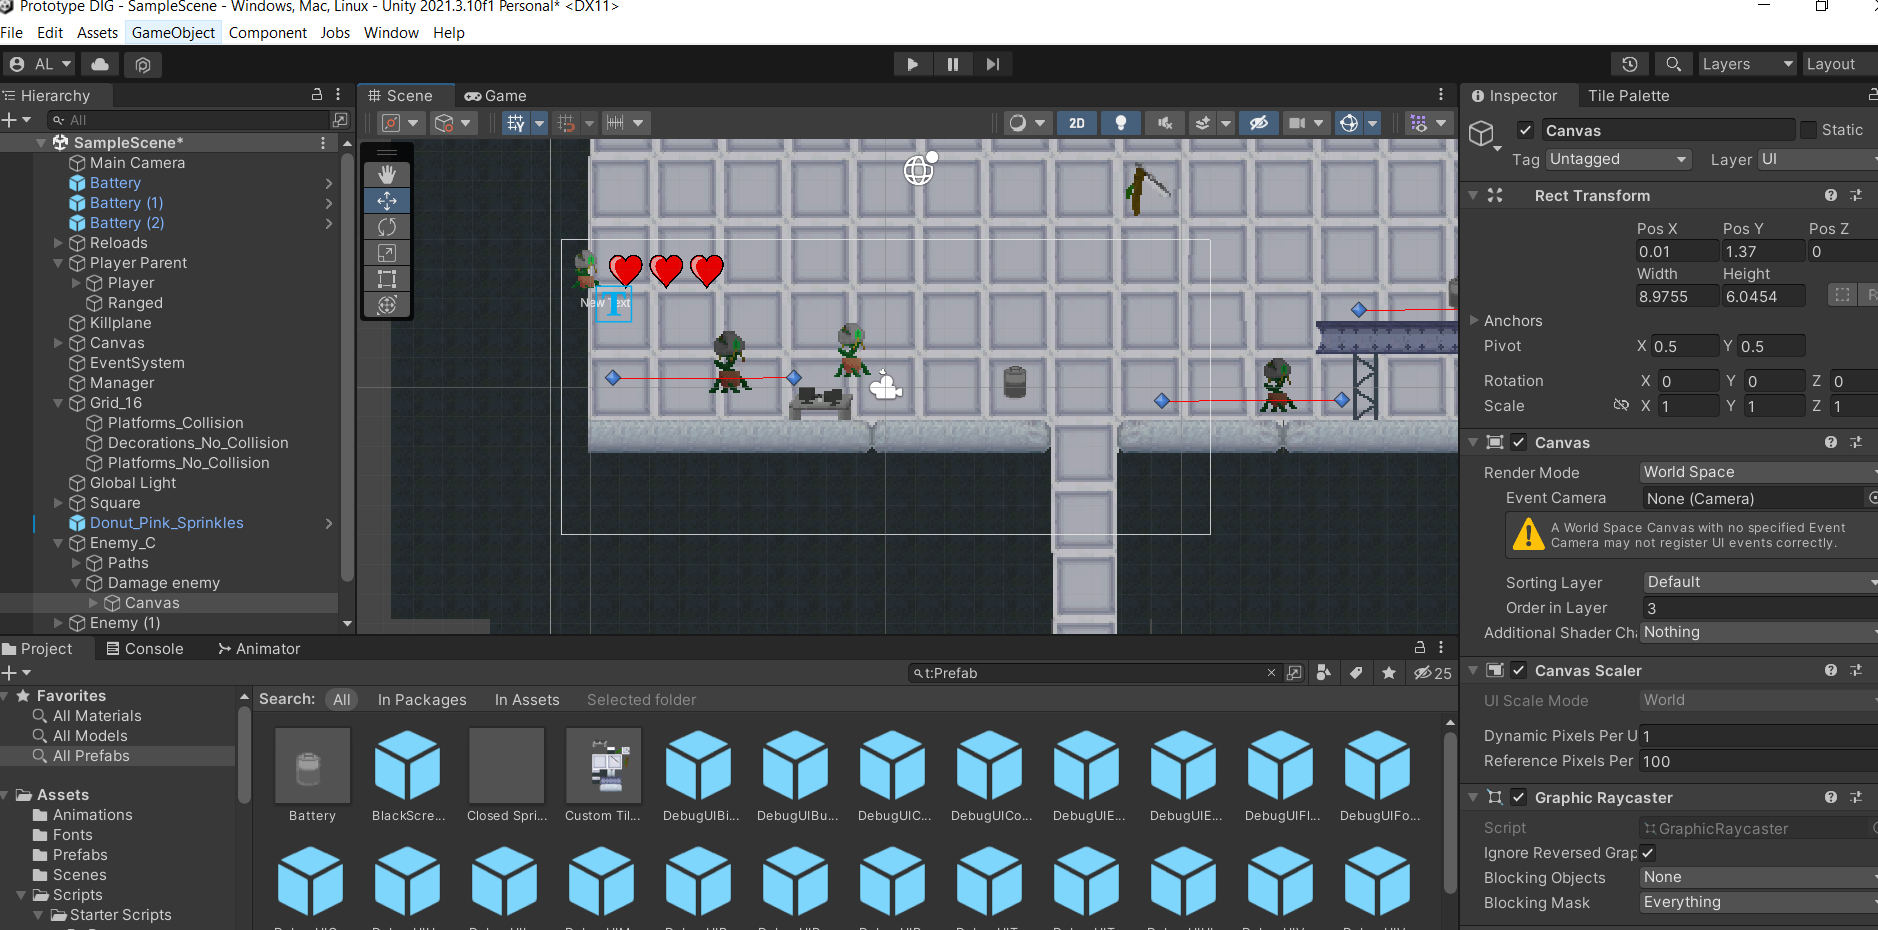 Prototype DIG - SampleScene - Windows, Mac, Linux - Unity 2021.3.10f1 Personal* <DX11>
File Edit Assets GameObject Component Jobs Window Help
AL Layers Layout
Hierarchy
All
SampleScene*
Main Camera
Battery
Battery (1)
Battery (2)
Reloads
Player Parent
Player
Ranged
Killplane
Canvas
EventSystem
Manager
Grid_16
Platforms_Collision
Decorations_No_Collision
Platforms_No_Collision
Global Light
Square
Donut_Pink_Sprinkles
Enemy_C
Paths
Damage enemy
Canvas
Enemy (1)
Scene Game
2D
New Text
Inspector Tile Palette
Canvas Static
Tag Untagged Layer UI
Rect Transform
Pos X Pos Y Pos Z
0.01 1.37 0
Width Height
8.9755 6.0454 R
Anchors
Pivot X 0.5 Y 0.5
Rotation X 0 Y 0 Z 0
Scale X 1 Y 1 Z 1
Canvas
Render Mode World Space
Event Camera None (Camera)
A World Space Canvas with no specified Event
Camera may not register UI events correctly.
Sorting Layer Default
Order in Layer 3
Additional Shader Cha Nothing
Canvas Scaler
UI Scale Mode World
Dynamic Pixels Per U 1
Reference Pixels Per 100
Graphic Raycaster
Script GraphicRaycaster
Ignore Reversed Grap
Blocking Objects None
Blocking Mask Everything
Project Console Animator
t:Prefab 25
Favorites
All Materials
All Models
All Prefabs
Assets
Animations
Fonts
Prefabs
Scenes
Scripts
Starter Scripts
Search: All In Packages In Assets Selected folder
Battery BlackScre... Closed Spri... Custom Til... DebugUIBi... DebugUIBu... DebugUIC... DebugUICo... DebugUIE... DebugUIE... DebugUIFl... DebugUIFo...